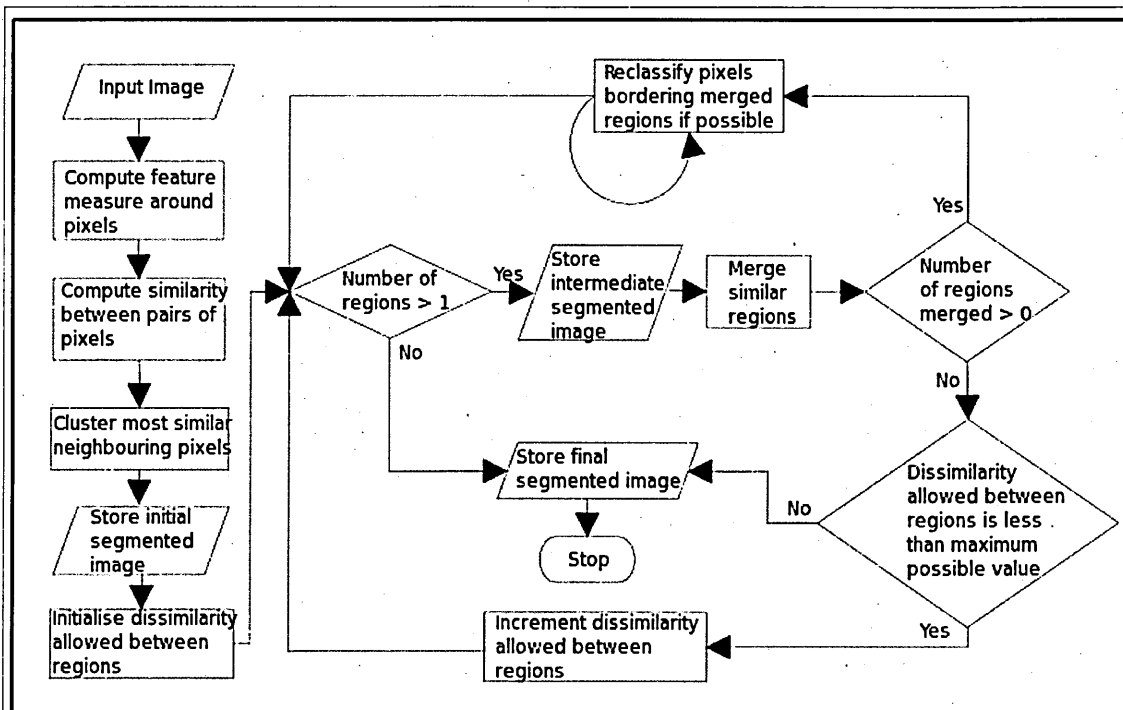 Input Image
Compute feature
measure around
pixels
Compute similarity
between pairs of
pixels
Cluster most similar
neighbouring pixels
Store initial
segmented
image
Initialise dissimilarity
allowed between
regions
Number of
regions > 1
Yes
No
Store
intermediate
segmented
image
Merge
similar
regions
Number
of regions
merged > 0
Yes
No
Reclassify pixels
bordering merged
regions if possible
Dissimilarity
allowed between
regions is less
than maximum
possible value
No
Yes
Store final
segmented image
Stop
Increment dissimilarity
allowed between
regions
Yes